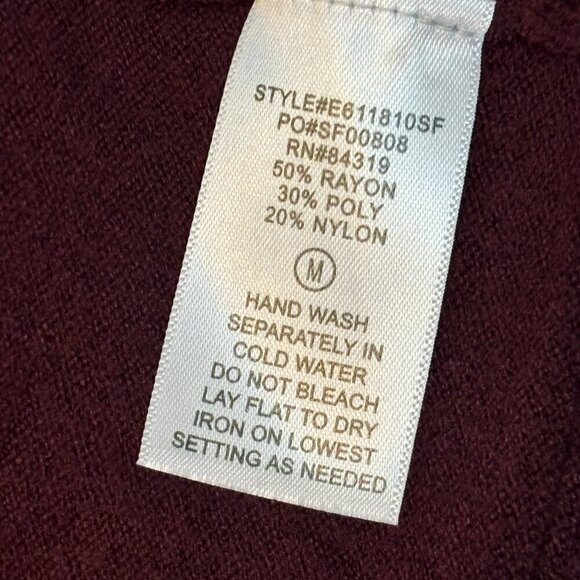 STYLE#E611810SF
PO#SF00808
RN#84319
50% RAYON
30% POLY
20% NYLON
M
HAND WASH
SEPARATELY IN
COLD WATER
DO NOT BLEACH
LAY FLAT TO DRY
IRON ON LOWEST
SETTING AS NEEDED